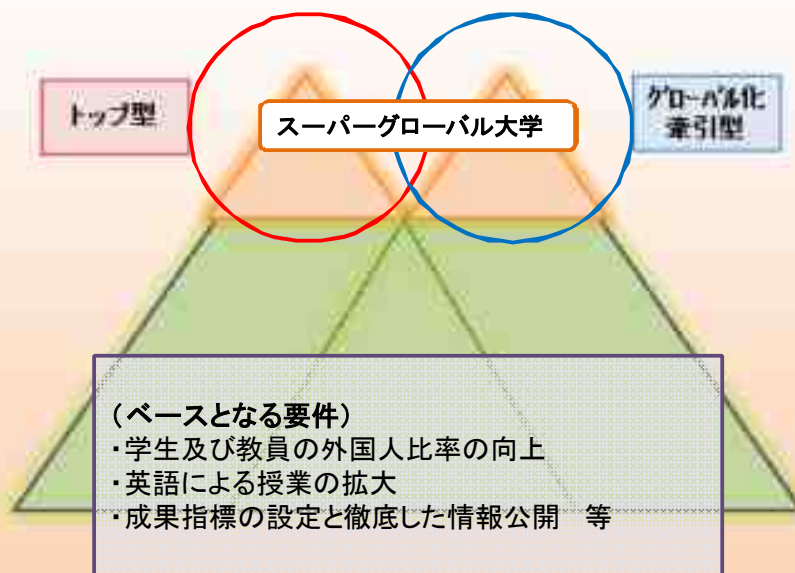 トップ型
スーパーグローバル大学
グローバル化
牽引型
(ベースとなる要件)
・学生及び教員の外国人比率の向上
・英語による授業の拡大
・成果指標の設定と徹底した情報公開　等